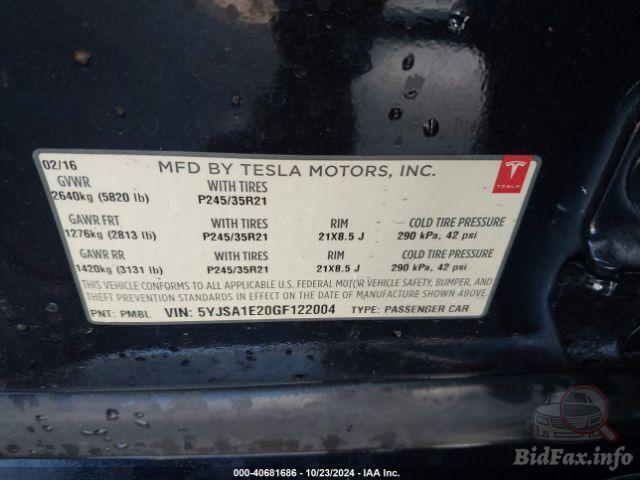 02/16 MFD BY TESLA MOTORS, INC.
GVWR WITH TIRES
2640kg (5820 lb) P245/35R21
TESLA
GAWR FRT WITH TIRES RIM COLD TIRE PRESSURE
1276kg (2813 lb) P245/35R21 21X8.5 J 290 kPa, 42 psi
GAWR RR WITH TIRES RIM COLD TIRE PRESSURE
1420kg (3131 lb) P245/35R21 21X8.5 J 290 kPa, 42 psi
THIS VEHICLE CONFORMS TO ALL APPLICABLE U.S. FEDERAL MOTOR VEHICLE SAFETY, BUMPER, AND
THEFT PREVENTION STANDARDS IN EFFECT ON THE DATE OF MANUFACTURE SHOWN ABOVE.
PNT: PMBL VIN: 5YJSA1E20GF122004 TYPE: PASSENGER CAR
BidFax.info
000-40681686 - 10/23/2024 - IAA Inc.